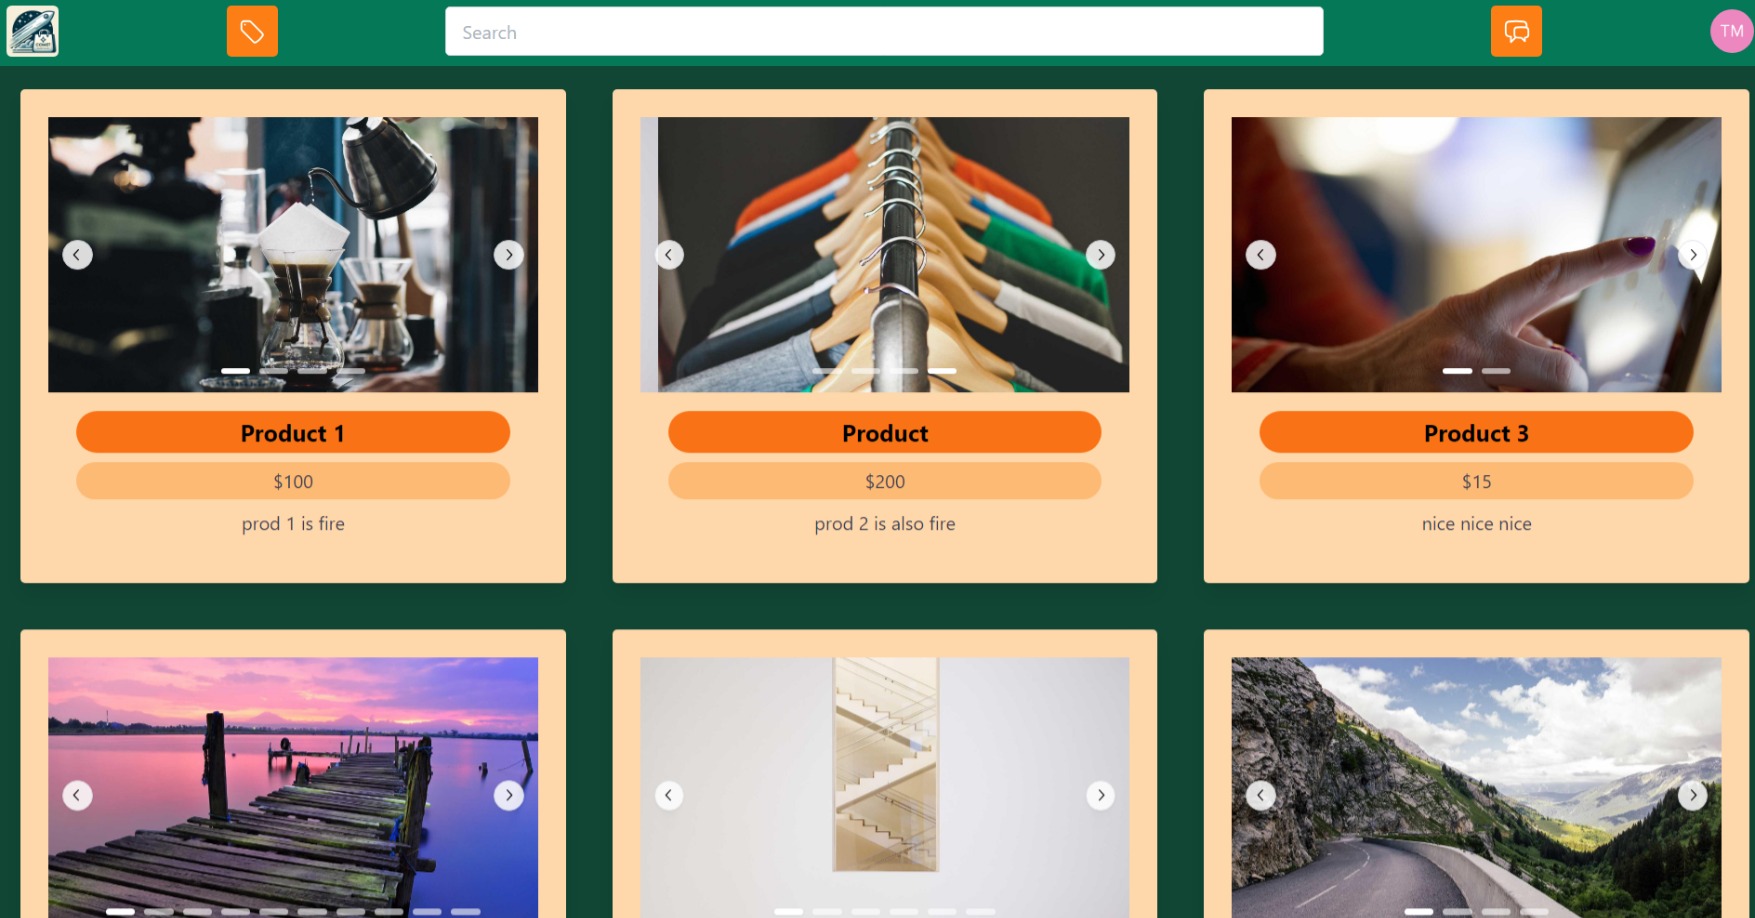 Search
TM
Product 1
Product
Product 3
$100
$200
$15
prod 1 is fire
prod 2 is also fire
nice nice nice